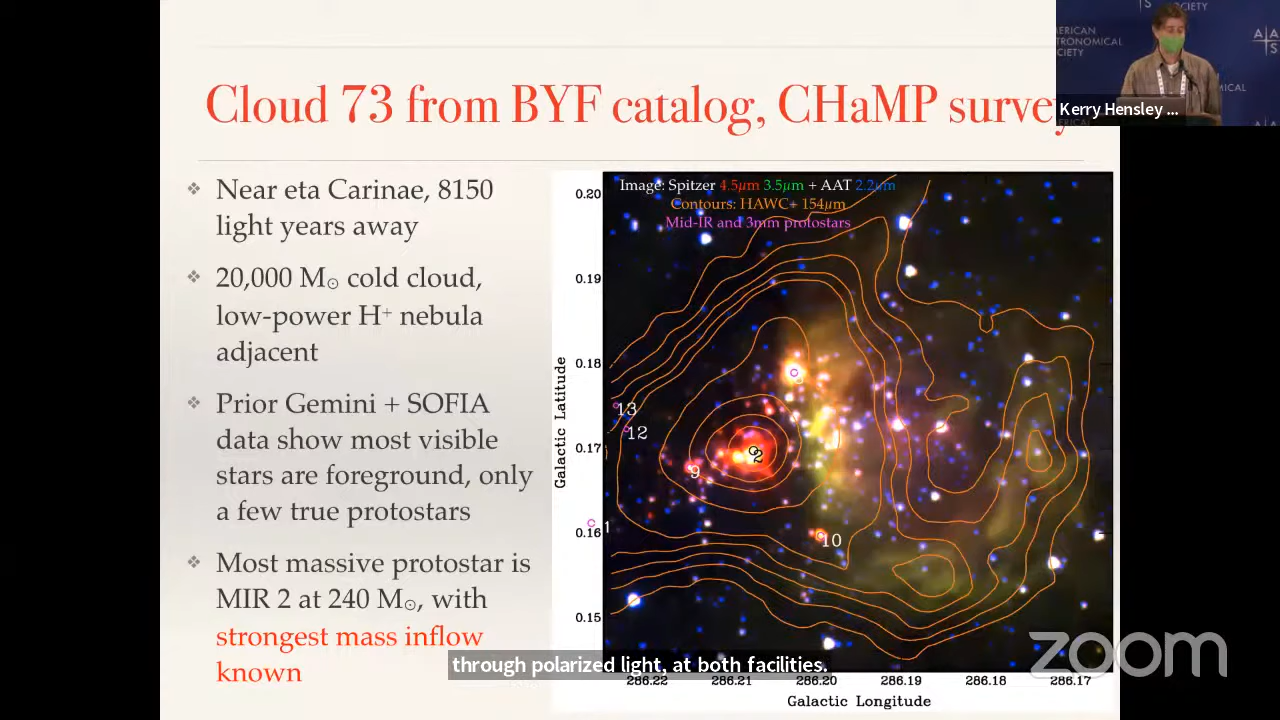 Cloud 73 from BYF catalog, CHaMP survey
❖ Near eta Carinae, 8150
light years away
❖ 20,000 M☉ cold cloud,
low-power H⁺ nebula
adjacent
❖ Prior Gemini + SOFIA
data show most visible
stars are foreground, only
a few true protostars
❖ Most massive protostar is
MIR 2 at 240 M☉, with
strongest mass inflow
known
Image: Spitzer 4.5μm 3.5μm + AAT 2.2μm
Contours: HAWC+ 154μm
Mid-IR and 3mm protostars
Galactic Latitude
0.20
0.19
0.18
0.17
0.16
0.15
13
12
9
2
10
1
286.22 286.21 286.20 286.19 286.18 286.17
Galactic Longitude
through polarized light, at both facilities.
zoom
Kerry Hensley ...
SOCIETY
AMERICAN
ASTRONOMICAL
SOCIETY
AAS